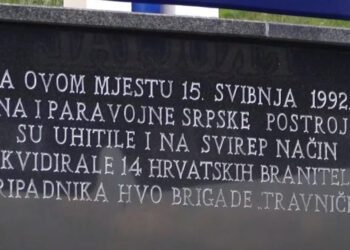 A OVOM MJESTU 15. SVIBNJA 1992.
NA I PARAVOJNE SRPSKE POSTROJ
SU UHITILE I NA SVIREP NAČIN
KVIDIRALE 14 HRVATSKIH BRANITEL
RIPADNIKA HVO BRIGADE „TRAVNIČ